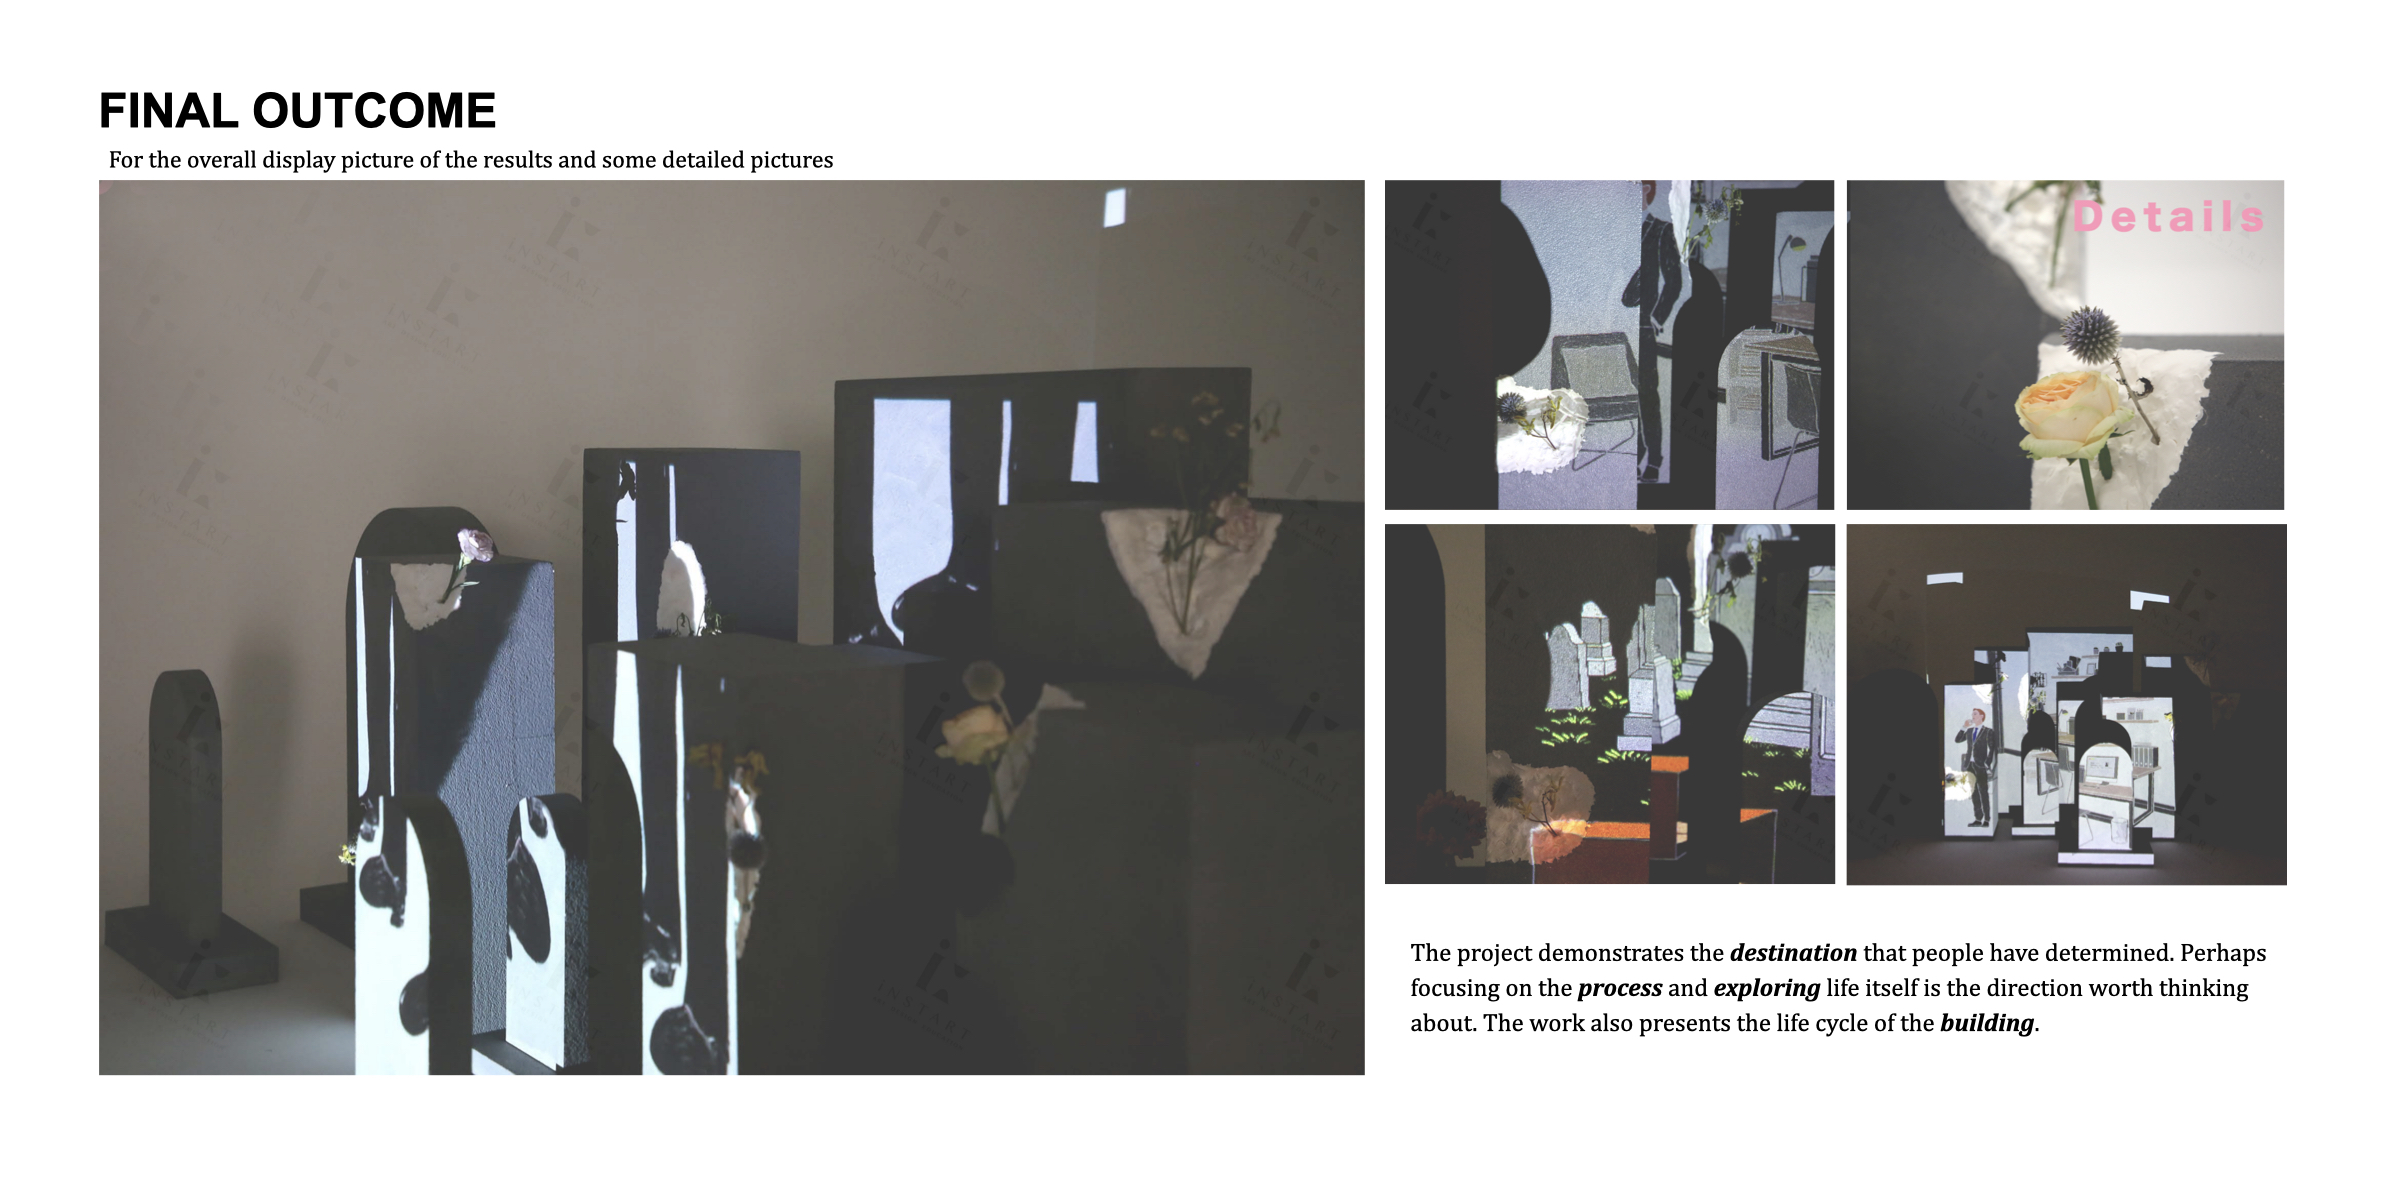 FINAL OUTCOME
For the overall display picture of the results and some detailed pictures
Details
INSTART
The project demonstrates the destination that people have determined. Perhaps
focusing on the process and exploring life itself is the direction worth thinking
about. The work also presents the life cycle of the building.